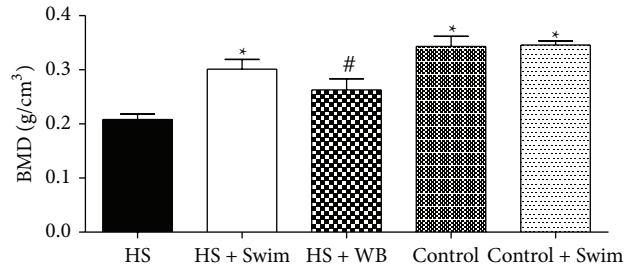 BMD (g/cm³)
0.4
0.3
0.2
0.1
0.0
*
#
*
*
HS
HS + Swim
HS + WB
Control
Control + Swim